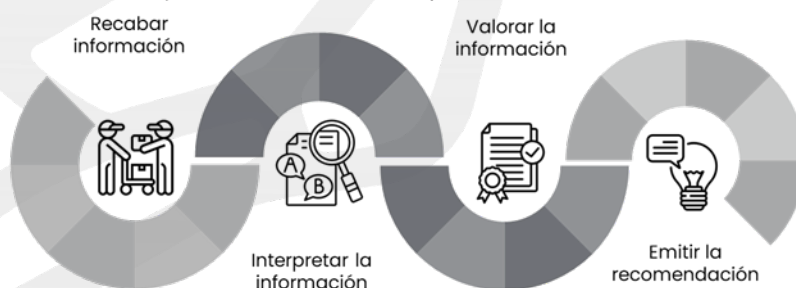 Recabar
información
Interpretar la
información
A
B
Valorar la
información
Emitir la
recomendación